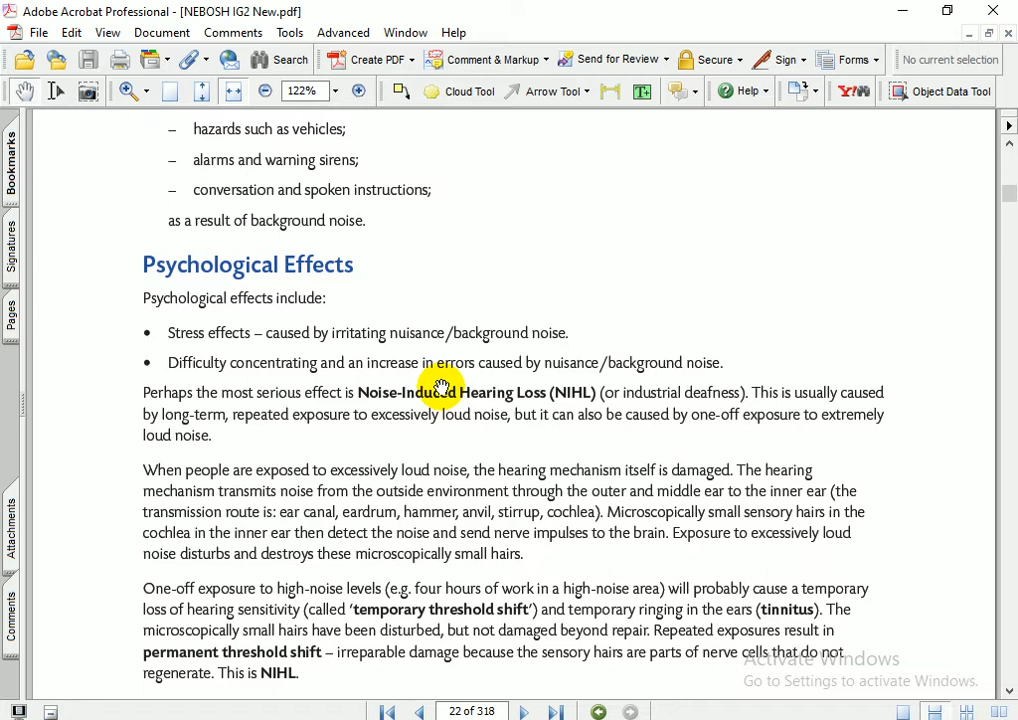 Adobe Acrobat Professional - [NEBOSH IG2 New.pdf]
File Edit View Document Comments Tools Advanced Window Help
Search Create PDF Comment & Markup Send for Review Secure Sign Forms No current selection
122% Cloud Tool Arrow Tool Help Y! Object Data Tool
Bookmarks
Signatures
Pages
Attachments
Comments
– hazards such as vehicles;
– alarms and warning sirens;
– conversation and spoken instructions;
as a result of background noise.
Psychological Effects
Psychological effects include:
• Stress effects – caused by irritating nuisance/background noise.
• Difficulty concentrating and an increase in errors caused by nuisance/background noise.
Perhaps the most serious effect is Noise-Induced Hearing Loss (NIHL) (or industrial deafness). This is usually caused
by long-term, repeated exposure to excessively loud noise, but it can also be caused by one-off exposure to extremely
loud noise.
When people are exposed to excessively loud noise, the hearing mechanism itself is damaged. The hearing
mechanism transmits noise from the outside environment through the outer and middle ear to the inner ear (the
transmission route is: ear canal, eardrum, hammer, anvil, stirrup, cochlea). Microscopically small sensory hairs in the
cochlea in the inner ear then detect the noise and send nerve impulses to the brain. Exposure to excessively loud
noise disturbs and destroys these microscopically small hairs.
One-off exposure to high-noise levels (e.g. four hours of work in a high-noise area) will probably cause a temporary
loss of hearing sensitivity (called ‘temporary threshold shift’) and temporary ringing in the ears (tinnitus). The
microscopically small hairs have been disturbed, but not damaged beyond repair. Repeated exposures result in
permanent threshold shift – irreparable damage because the sensory hairs are parts of nerve cells that do not
regenerate. This is NIHL.
Activate Windows
Go to Settings to activate Windows.
22 of 318